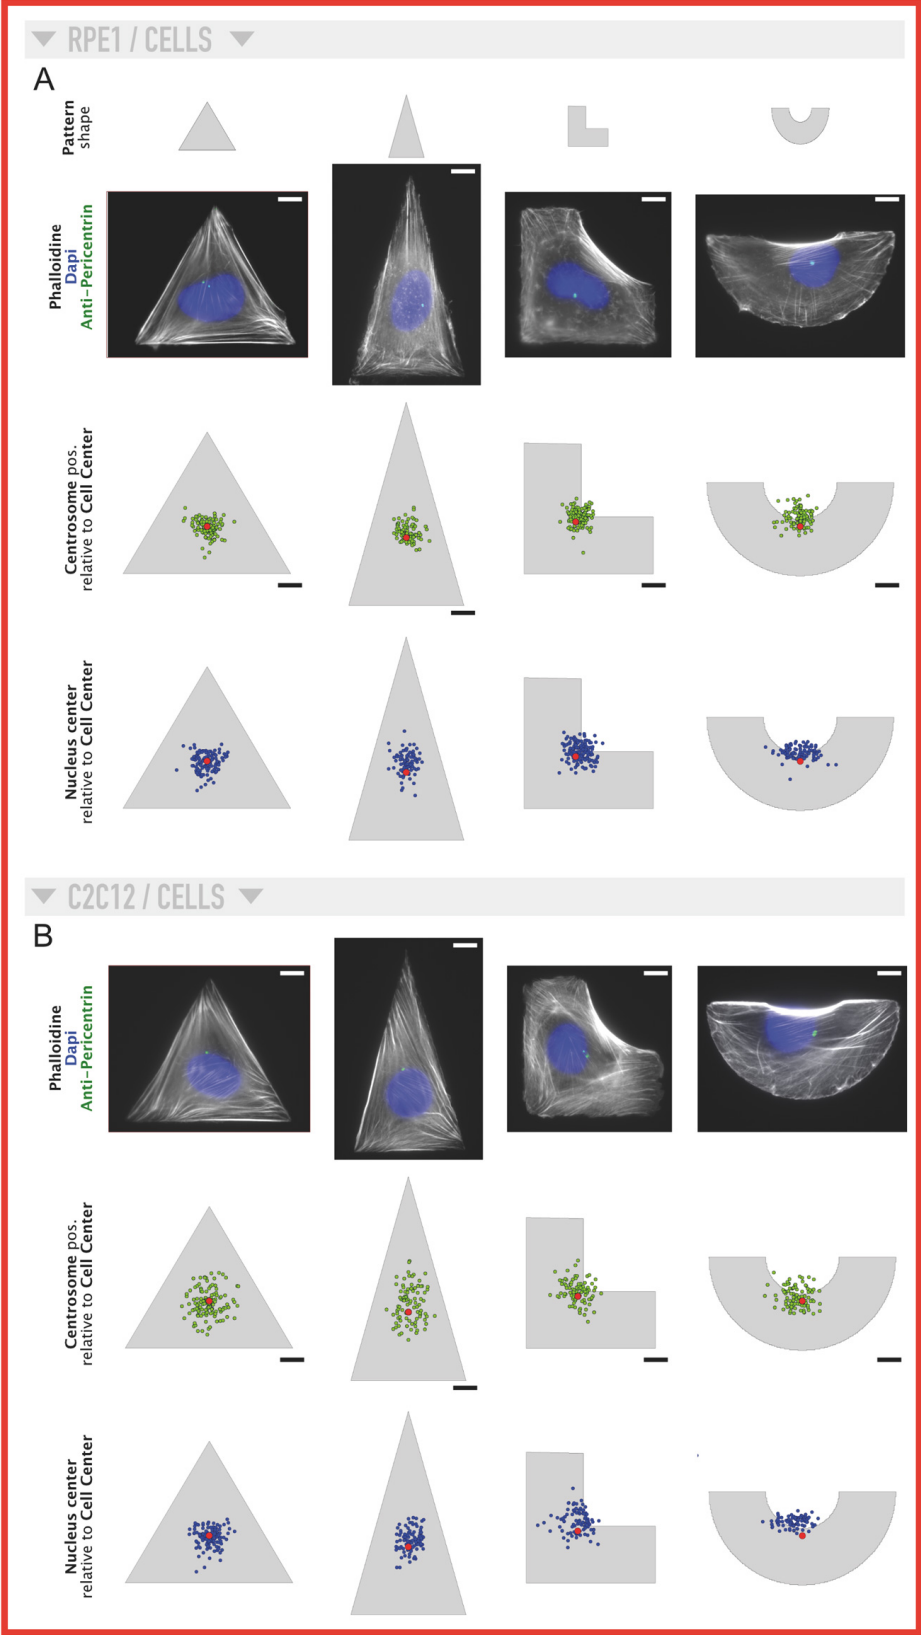 RPE1 / CELLS
A
Pattern
shape
Phalloidine
Dapi
Anti-Pericentrin
Centrosome pos.
relative to Cell Center
Nucleus center
relative to Cell Center
C2C12 / CELLS
B
Phalloidine
Dapi
Anti-Pericentrin
Centrosome pos.
relative to Cell Center
Nucleus center
relative to Cell Center